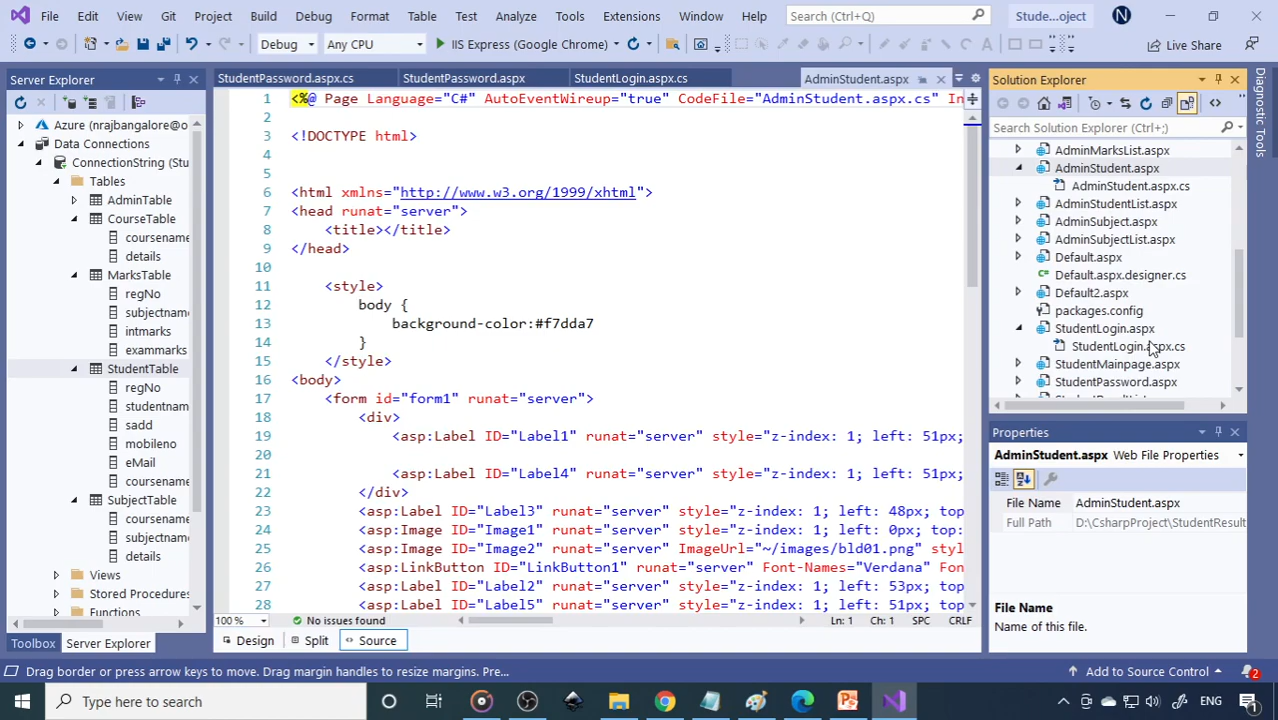 File Edit View Git Project Build Debug Format Table Test Analyze Tools Extensions Window Help Search (Ctrl+Q) Stude...oject N
Debug Any CPU IIS Express (Google Chrome) Live Share
Server Explorer
Azure (nrajbangalore@o
Data Connections
ConnectionString (Stu
Tables
AdminTable
CourseTable
coursename
details
MarksTable
regNo
subjectname
intmarks
exammarks
StudentTable
regNo
studentnam
sadd
mobileno
eMail
coursename
SubjectTable
coursename
subjectname
details
Views
Stored Procedures
Functions
Toolbox Server Explorer
StudentPassword.aspx.cs StudentPassword.aspx StudentLogin.aspx.cs AdminStudent.aspx
1 <%@ Page Language="C#" AutoEventWireup="true" CodeFile="AdminStudent.aspx.cs" In
2
3 <!DOCTYPE html>
4
5
6 <html xmlns="http://www.w3.org/1999/xhtml">
7 <head runat="server">
8 <title></title>
9 </head>
10
11 <style>
12 body {
13 background-color:#f7dda7
14 }
15 </style>
16 <body>
17 <form id="form1" runat="server">
18 <div>
19 <asp:Label ID="Label1" runat="server" style="z-index: 1; left: 51px;
20
21 <asp:Label ID="Label4" runat="server" style="z-index: 1; left: 51px;
22 </div>
23 <asp:Label ID="Label3" runat="server" style="z-index: 1; left: 48px; top
24 <asp:Image ID="Image1" runat="server" style="z-index: 1; left: 0px; top:
25 <asp:Image ID="Image2" runat="server" ImageUrl="~/images/bld01.png" styl
26 <asp:LinkButton ID="LinkButton1" runat="server" Font-Names="Verdana" Fon
27 <asp:Label ID="Label2" runat="server" style="z-index: 1; left: 53px; top
28 <asp:Label ID="Label5" runat="server" style="z-index: 1; left: 51px; top
100 % No issues found Ln: 1 Ch: 1 SPC CRLF
Design Split Source
Solution Explorer
Search Solution Explorer (Ctrl+;)
AdminMarksList.aspx
AdminStudent.aspx
AdminStudent.aspx.cs
AdminStudentList.aspx
AdminSubject.aspx
AdminSubjectList.aspx
Default.aspx
C# Default.aspx.designer.cs
Default2.aspx
packages.config
StudentLogin.aspx
StudentLogin.aspx.cs
StudentMainpage.aspx
StudentPassword.aspx
Properties
AdminStudent.aspx Web File Properties
File Name AdminStudent.aspx
Full Path D:\CsharpProject\StudentResult
File Name
Name of this file.
Diagnostic Tools
Drag border or press arrow keys to move. Drag margin handles to resize margins. Pre... Add to Source Control 2
Type here to search ENG 1